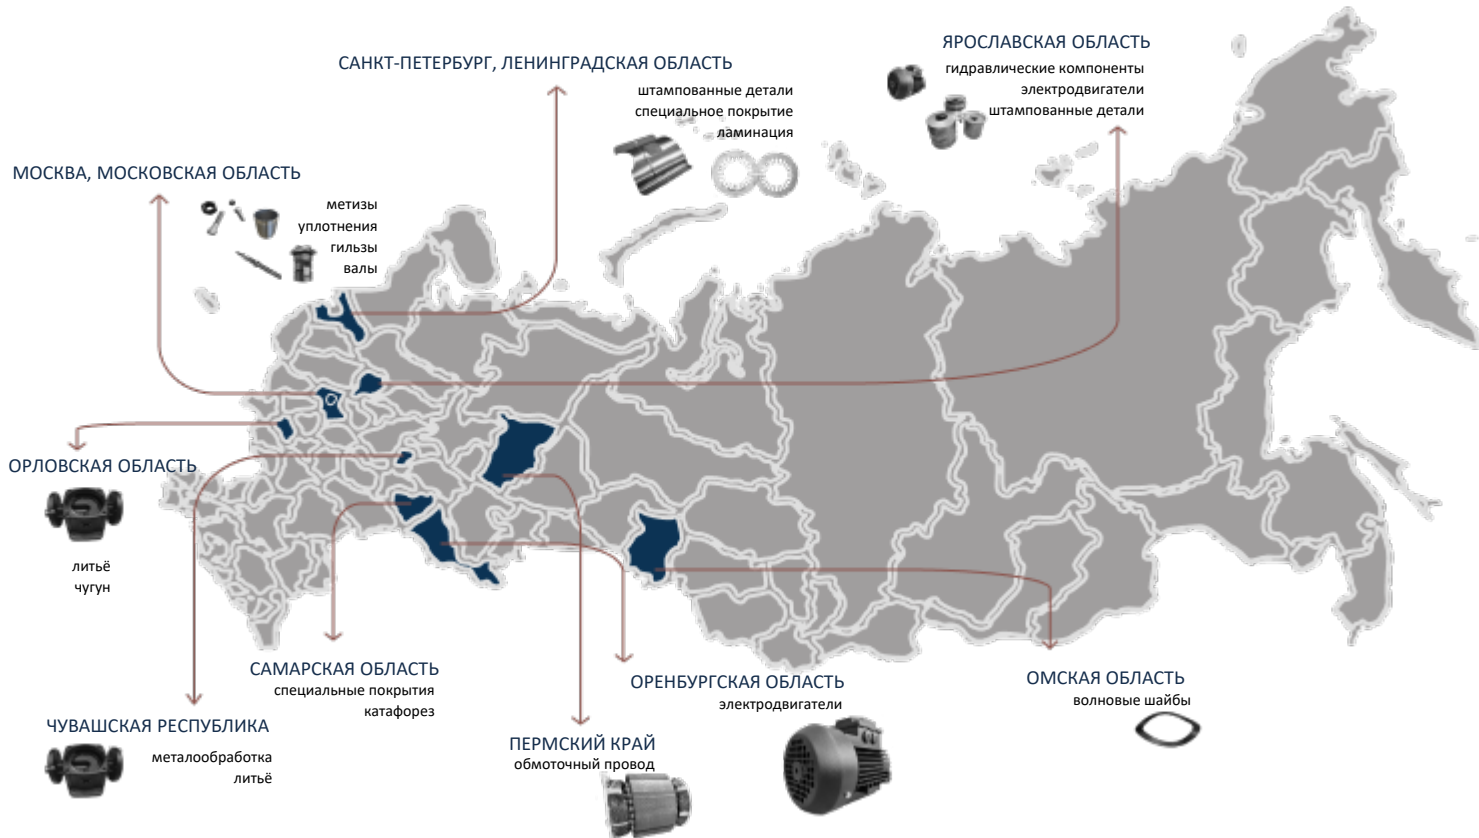 САНКТ-ПЕТЕРБУРГ, ЛЕНИНГРАДСКАЯ ОБЛАСТЬ
штампованные детали
специальное покрытие
ламинация
ЯРОСЛАВСКАЯ ОБЛАСТЬ
гидравлические компоненты
электродвигатели
штампованные детали
МОСКВА, МОСКОВСКАЯ ОБЛАСТЬ
метизы
уплотнения
гильзы
валы
ОРЛОВСКАЯ ОБЛАСТЬ
литьё
чугун
ЧУВАШСКАЯ РЕСПУБЛИКА
металообработка
литьё
САМАРСКАЯ ОБЛАСТЬ
специальные покрытия
катафорез
ПЕРМСКИЙ КРАЙ
обмоточный провод
ОРЕНБУРГСКАЯ ОБЛАСТЬ
электродвигатели
ОМСКАЯ ОБЛАСТЬ
волновые шайбы